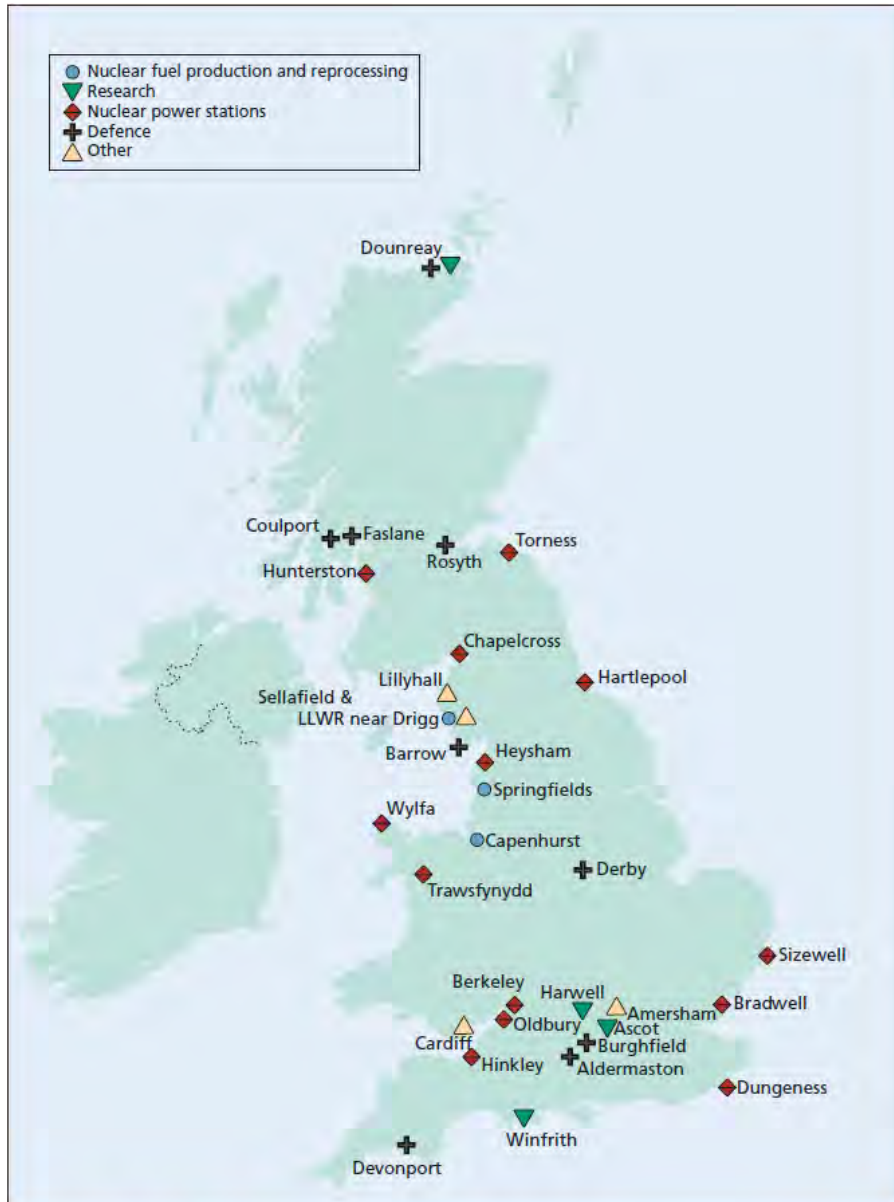 Nuclear fuel production and reprocessing
Research
Nuclear power stations
Defence
Other
Dounreay
Coulport
Faslane
Rosyth
Torness
Hunterston
Chapelcross
Lillyhall
Hartlepool
Sellafield &
LLWR near Drigg
Barrow
Heysham
Springfields
Wylfa
Capenhurst
Derby
Trawsfynydd
Sizewell
Berkeley
Harwell
Amersham
Bradwell
Oldbury
Ascot
Cardiff
Burghfield
Hinkley
Aldermaston
Dungeness
Winfrith
Devonport